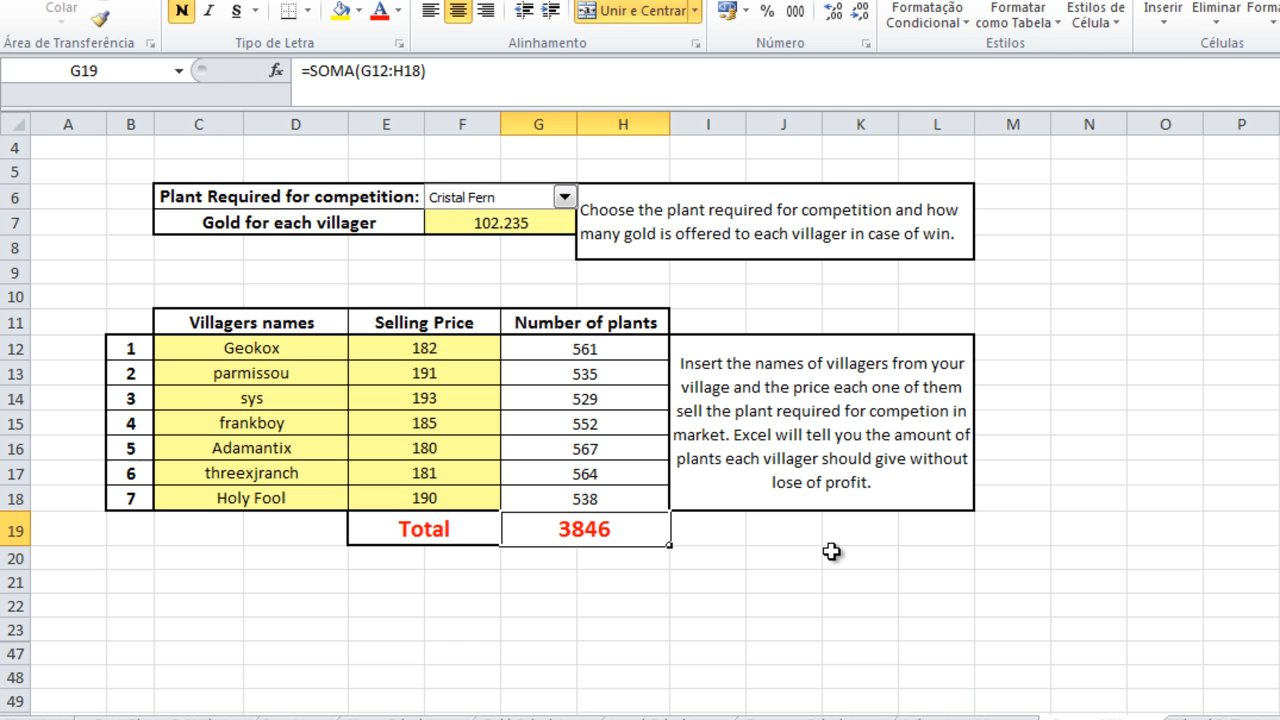 Colar
N I S
A
Unir e Centrar
% 000
Formatação Condicional
Formatar como Tabela
Estilos de Célula
Inserir Eliminar
Área de Transferência Tipo de Letra Alinhamento Número Estilos Células
G19 fx =SOMA(G12:H18)
A B C D E F G H I J K L M N O P
4
5
6 Plant Required for competition: Cristal Fern
7 Gold for each villager 102.235
Choose the plant required for competition and how
many gold is offered to each villager in case of win.
8
9
10
11 Villagers names Selling Price Number of plants
12 1 Geokox 182 561
13 2 parmissou 191 535
14 3 sys 193 529
15 4 frankboy 185 552
16 5 Adamantix 180 567
17 6 threexjranch 181 564
18 7 Holy Fool 190 538
Insert the names of villagers from your
village and the price each one of them
sell the plant required for competion in
market. Excel will tell you the amount of
plants each villager should give without
lose of profit.
19 Total 3846
20
21
22
23
47
48
49